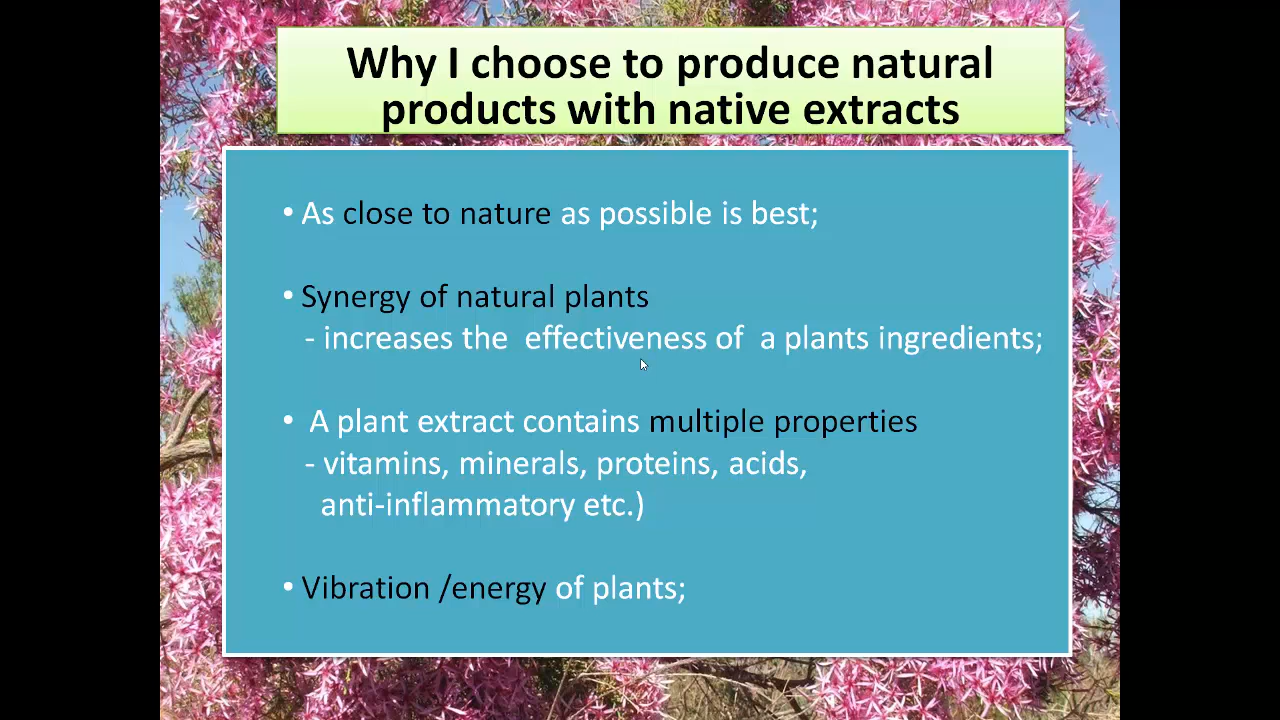 Why I choose to produce natural
products with native extracts
• As close to nature as possible is best;
• Synergy of natural plants
- increases the  effectiveness of  a plants ingredients;
•  A plant extract contains multiple properties
- vitamins, minerals, proteins, acids,
anti-inflammatory etc.)
• Vibration /energy of plants;